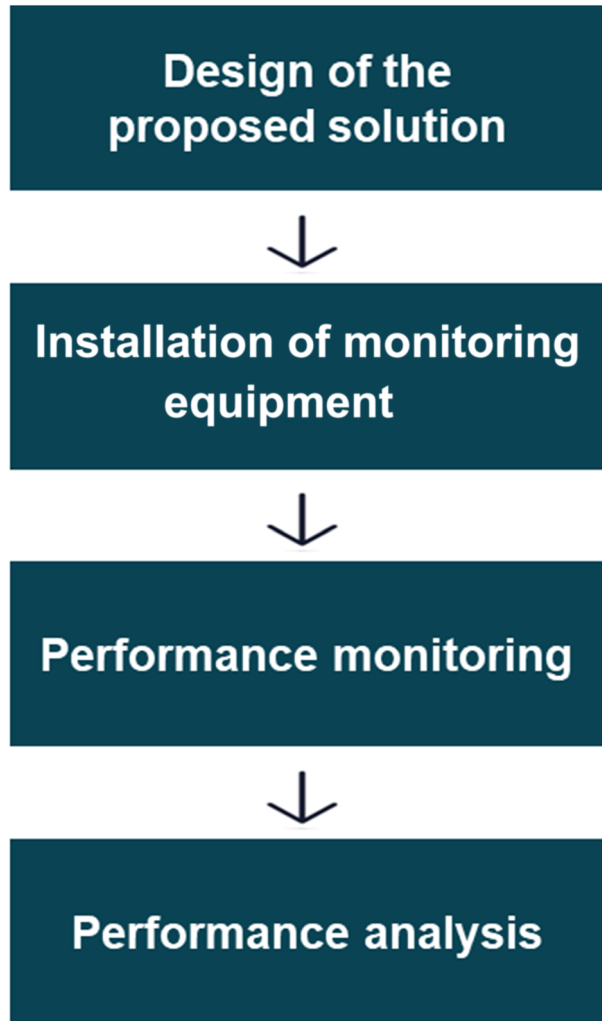 Design of the
proposed solution
Installation of monitoring
equipment
Performance monitoring
Performance analysis